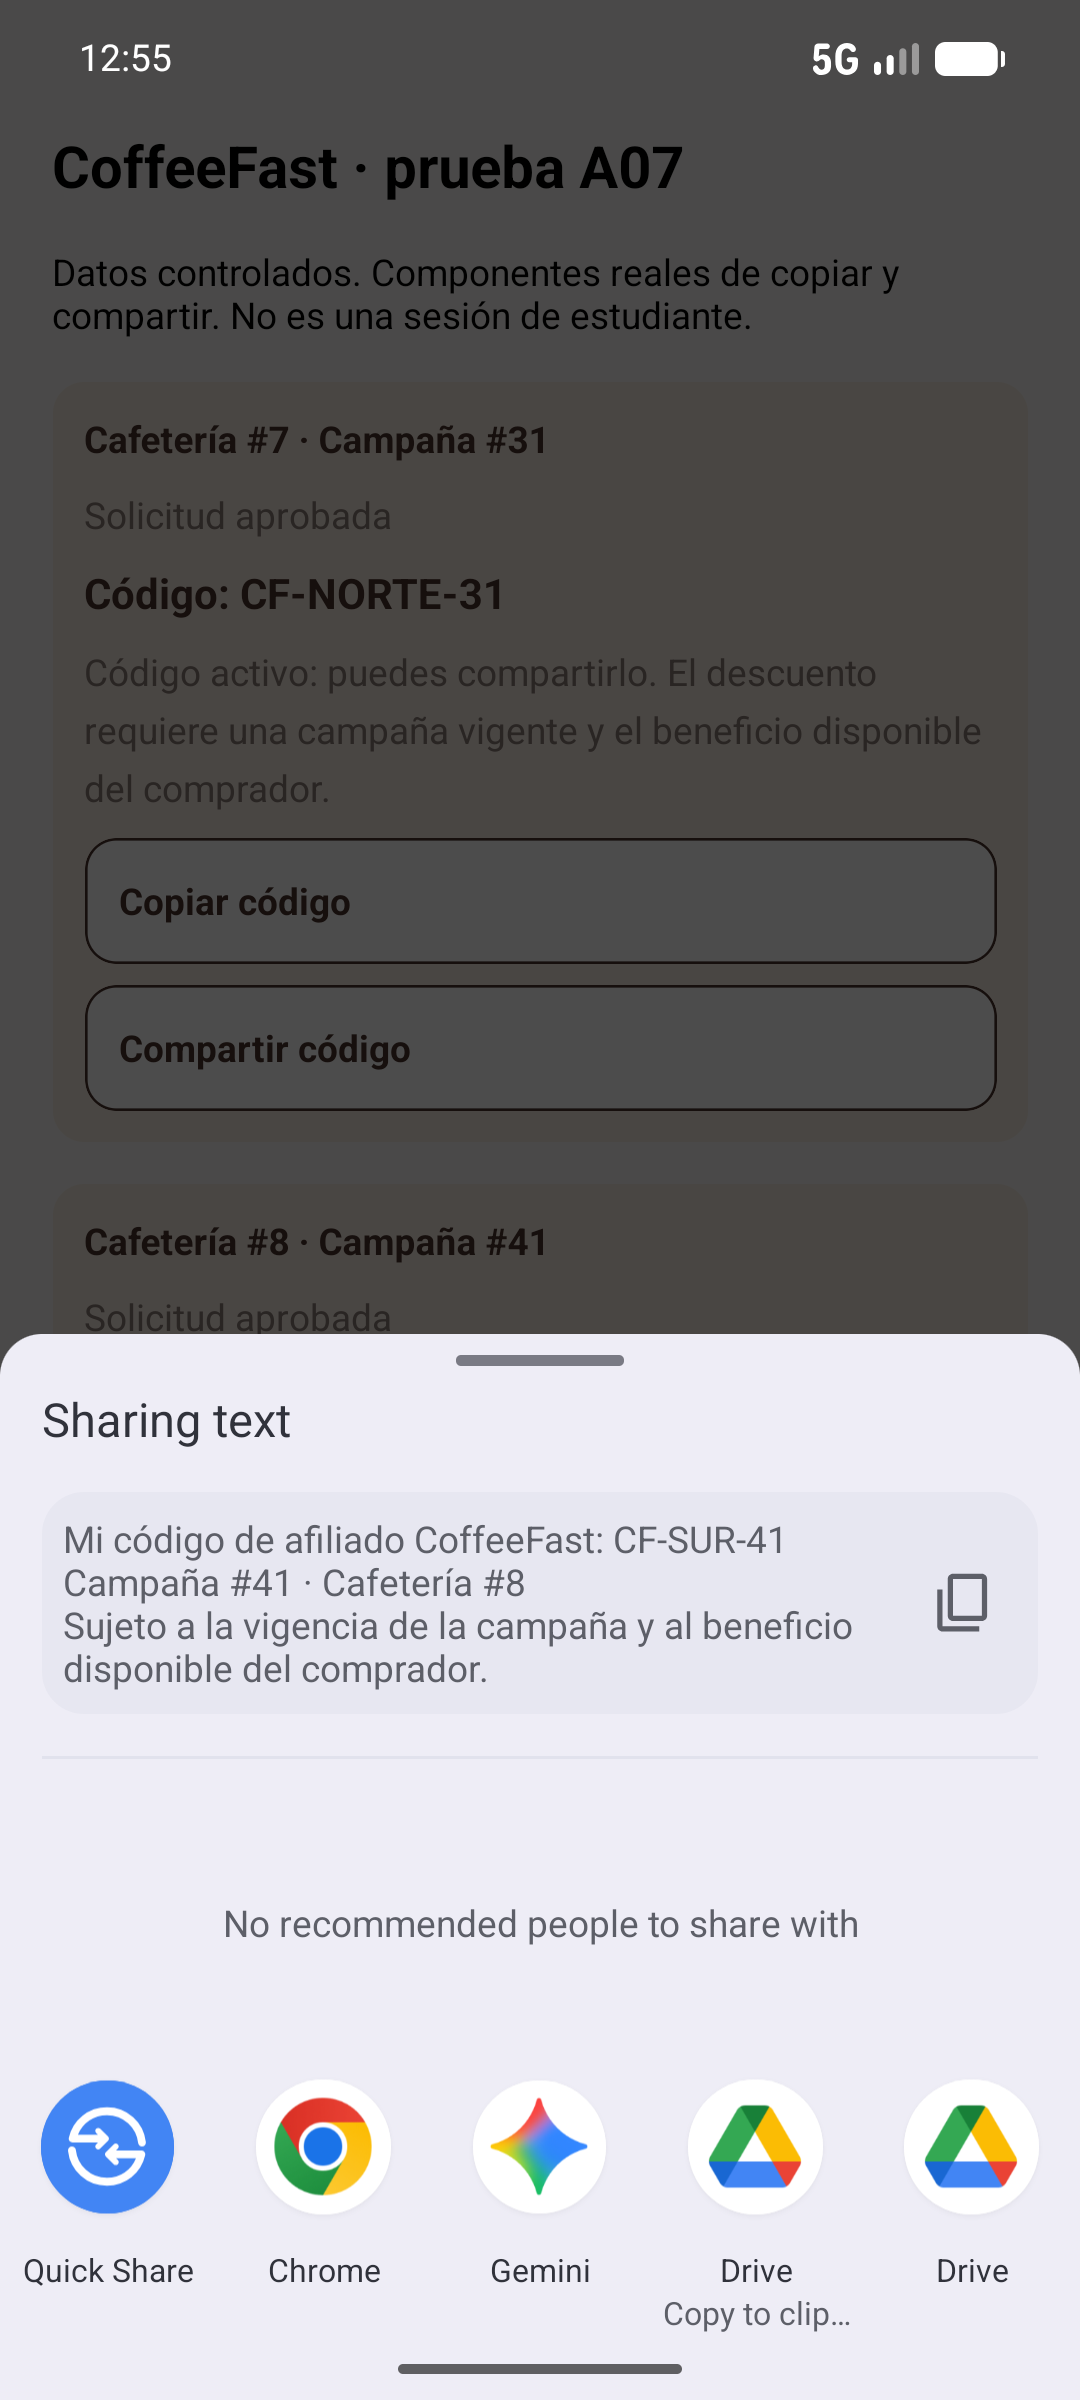 12:55
5G
CoffeeFast · prueba A07
Datos controlados. Componentes reales de copiar y
compartir. No es una sesión de estudiante.
Cafetería #7 · Campaña #31
Solicitud aprobada
Código: CF-NORTE-31
Código activo: puedes compartirlo. El descuento
requiere una campaña vigente y el beneficio disponible
del comprador.
Copiar código
Compartir código
Cafetería #8 · Campaña #41
Solicitud aprobada
Sharing text
Mi código de afiliado CoffeeFast: CF-SUR-41
Campaña #41 · Cafetería #8
Sujeto a la vigencia de la campaña y al beneficio
disponible del comprador.
No recommended people to share with
Quick Share
Chrome
Gemini
Drive
Copy to clip…
Drive